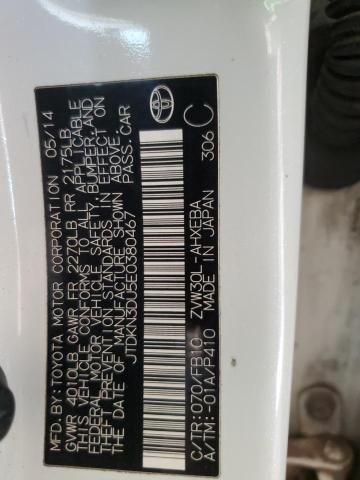 MFD.BY:TOYOTA MOTOR CORPORATION 05/14
GVWR 4010LB GAWR FR 2270LB RR 2175LB
THIS VEHICLE CONFORMS TO ALL APPLICABLE
FEDERAL MOTOR VEHICLE SAFETY,BUMPER,AND
THEFT PREVENTION STANDARDS IN EFFECT ON
THE DATE OF MANUFACTURE SHOWN ABOVE.
JTDKN3DU5E0380467 PASS.CAR
C/TR:070/FB10 ZVW30L-AHXEBA
A/TM:-01A/P410 MADE IN JAPAN 306 C